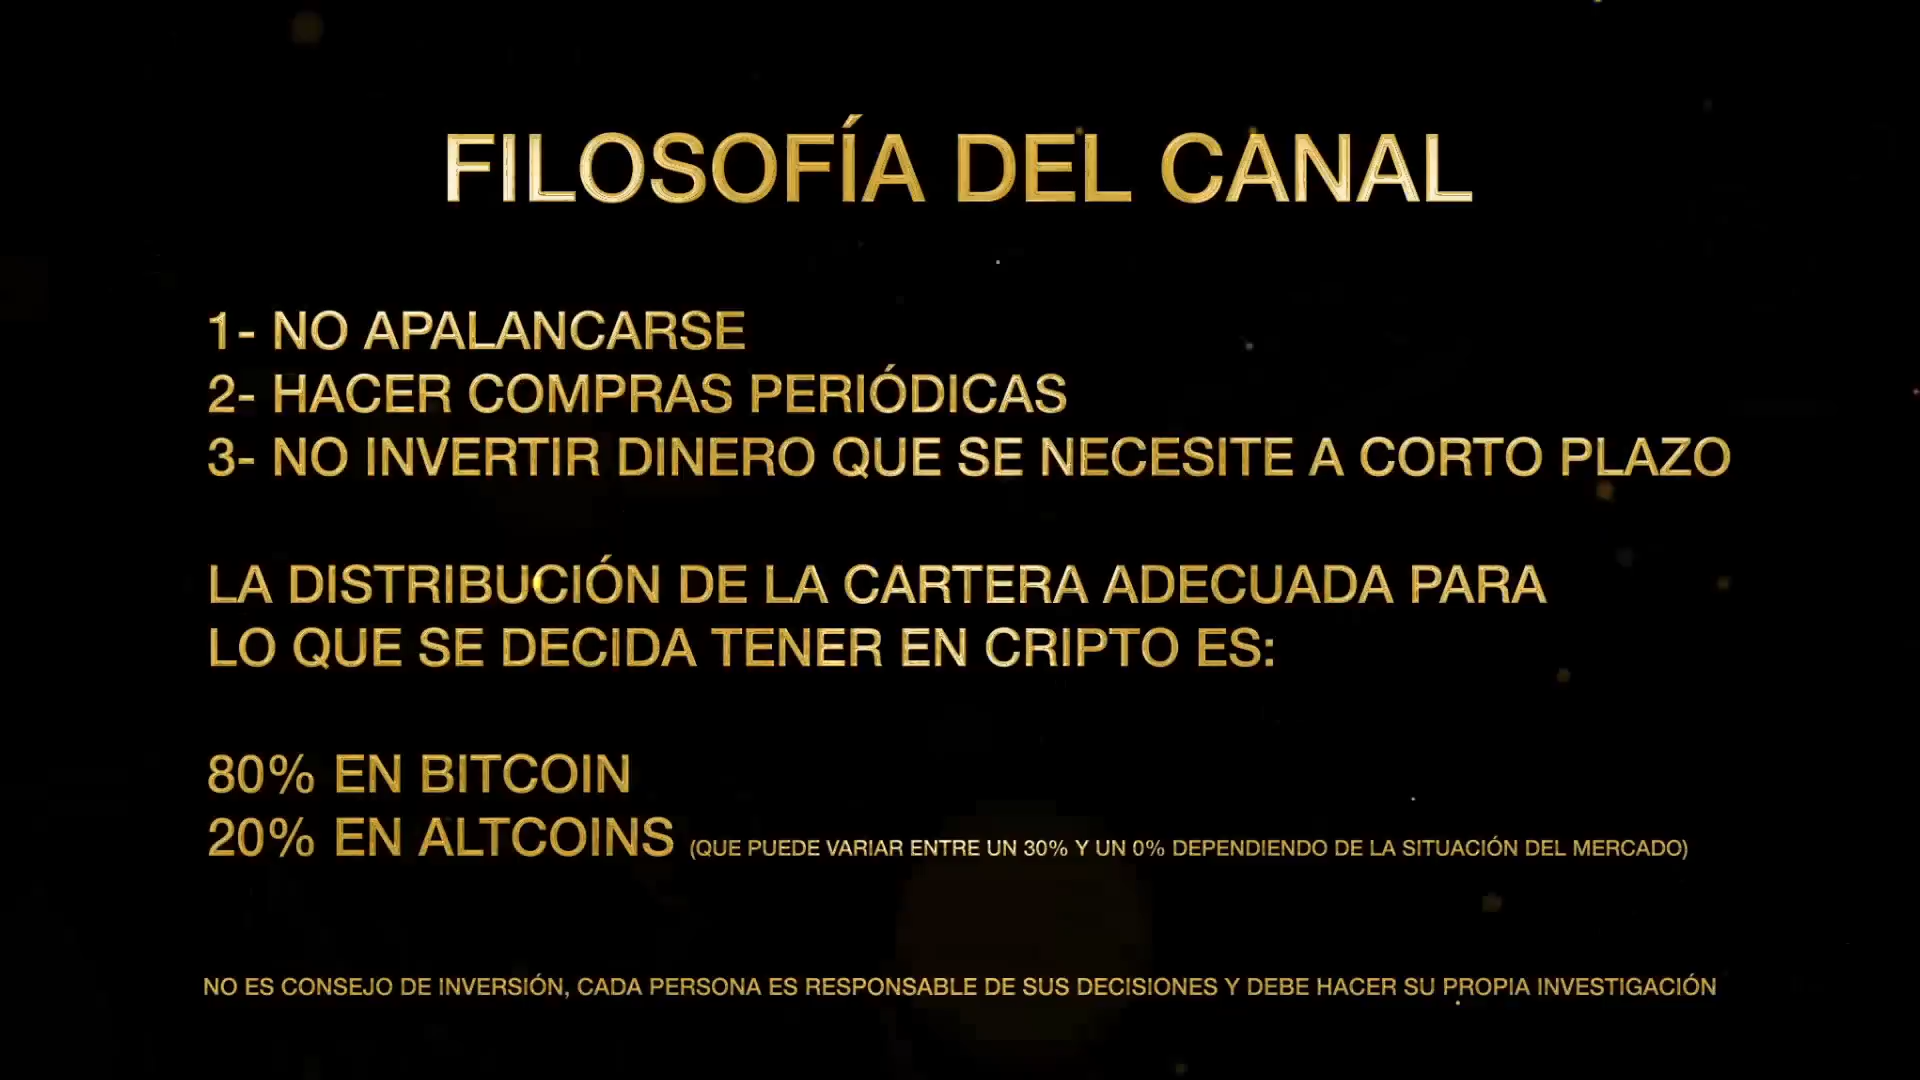 FILOSOFÍA DEL CANAL
1- NO APALANCARSE
2- HACER COMPRAS PERIÓDICAS
3- NO INVERTIR DINERO QUE SE NECESITE A CORTO PLAZO
LA DISTRIBUCIÓN DE LA CARTERA ADECUADA PARA
LO QUE SE DECIDA TENER EN CRIPTO ES:
80% EN BITCOIN
20% EN ALTCOINS (QUE PUEDE VARIAR ENTRE UN 30% Y UN 0% DEPENDIENDO DE LA SITUACIÓN DEL MERCADO)
NO ES CONSEJO DE INVERSIÓN, CADA PERSONA ES RESPONSABLE DE SUS DECISIONES Y DEBE HACER SU PROPIA INVESTIGACIÓN